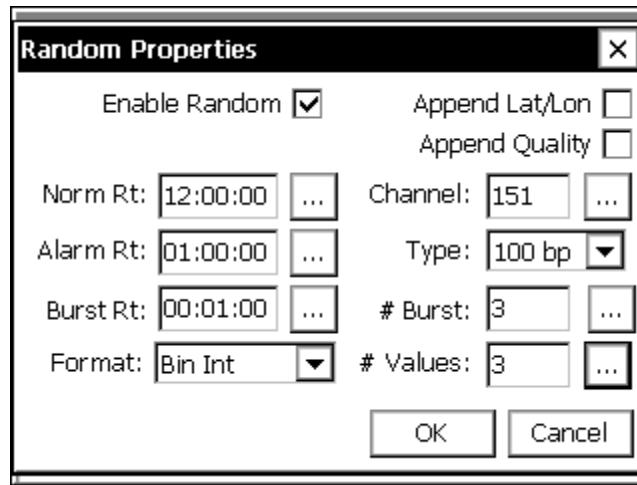 Random Properties
Enable Random Append Lat/Lon
Append Quality
Norm Rt: 12:00:00 ... Channel: 151 ...
Alarm Rt: 01:00:00 ... Type: 100 bp
Burst Rt: 00:01:00 ... # Burst: 3 ...
Format: Bin Int # Values: 3 ...
OK Cancel